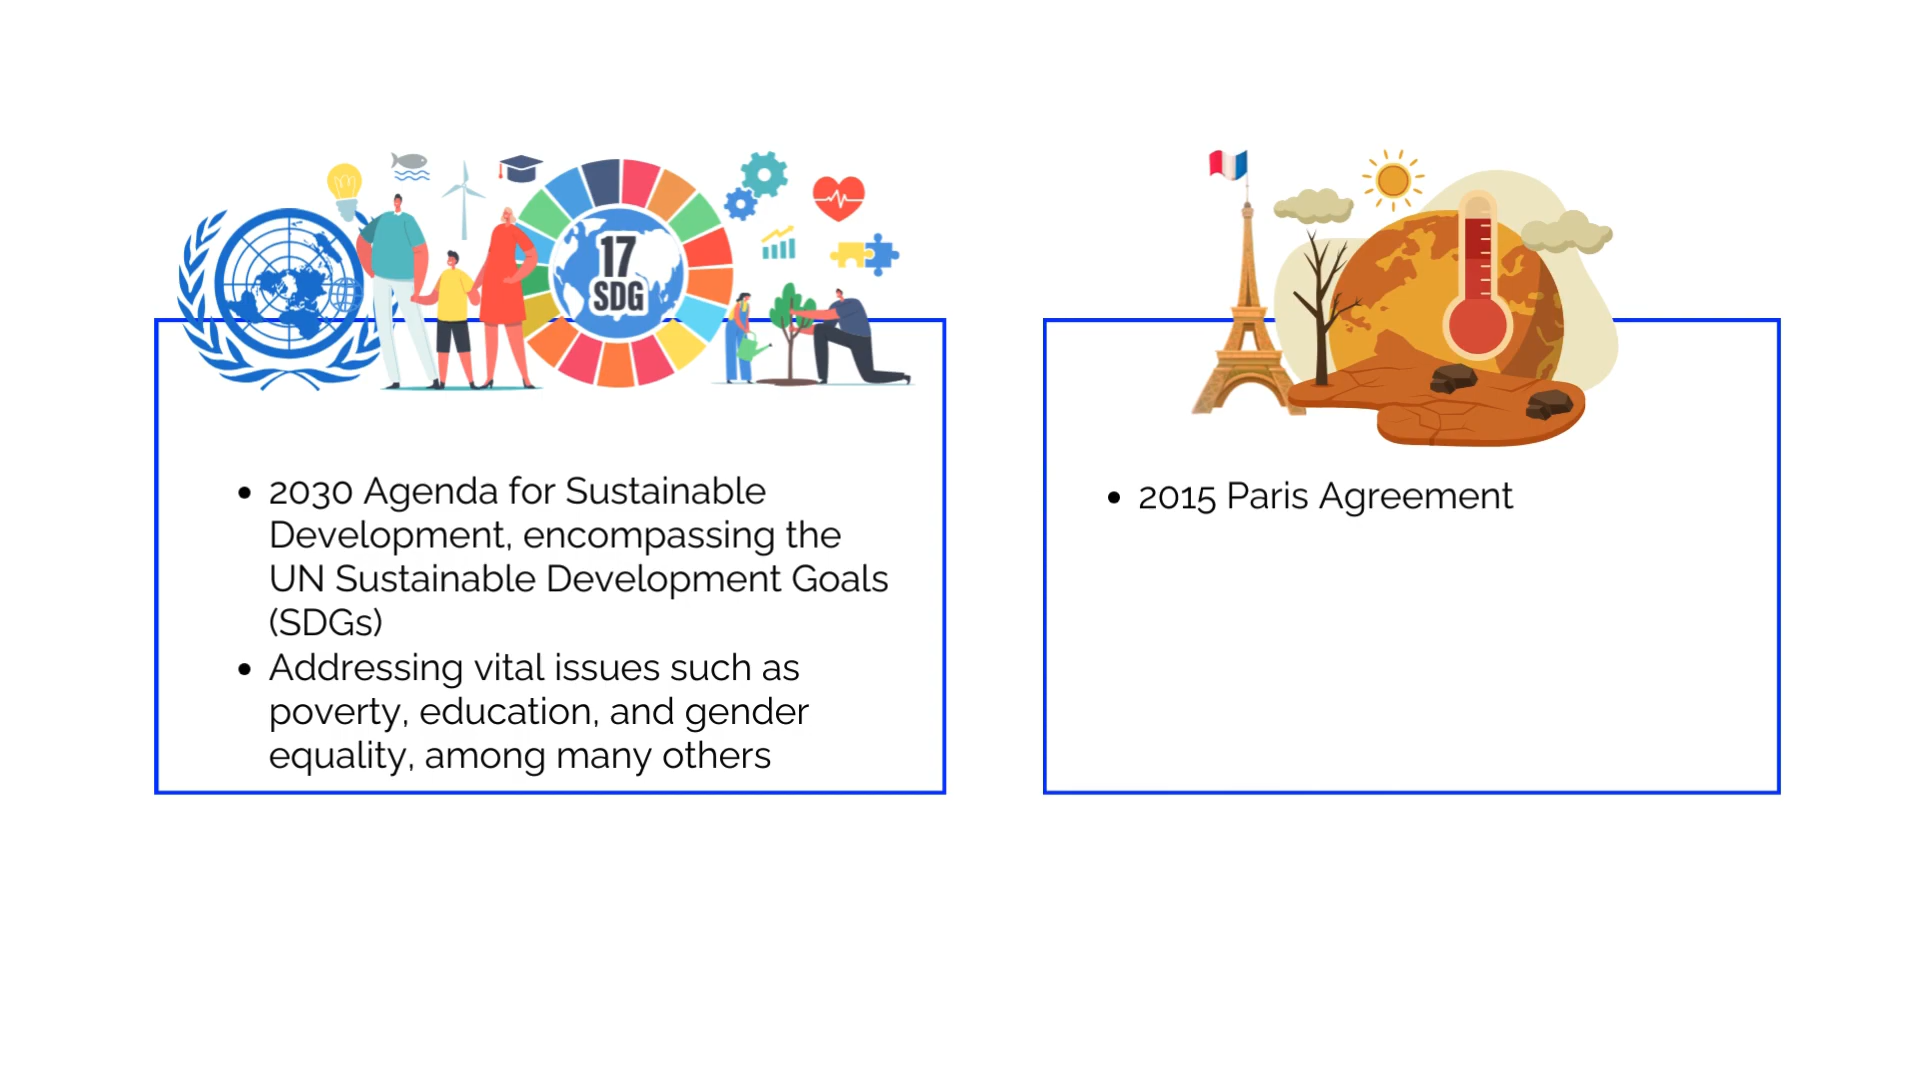 17
SDG
• 2030 Agenda for Sustainable
Development, encompassing the
UN Sustainable Development Goals
(SDGs)
• Addressing vital issues such as
poverty, education, and gender
equality, among many others
• 2015 Paris Agreement